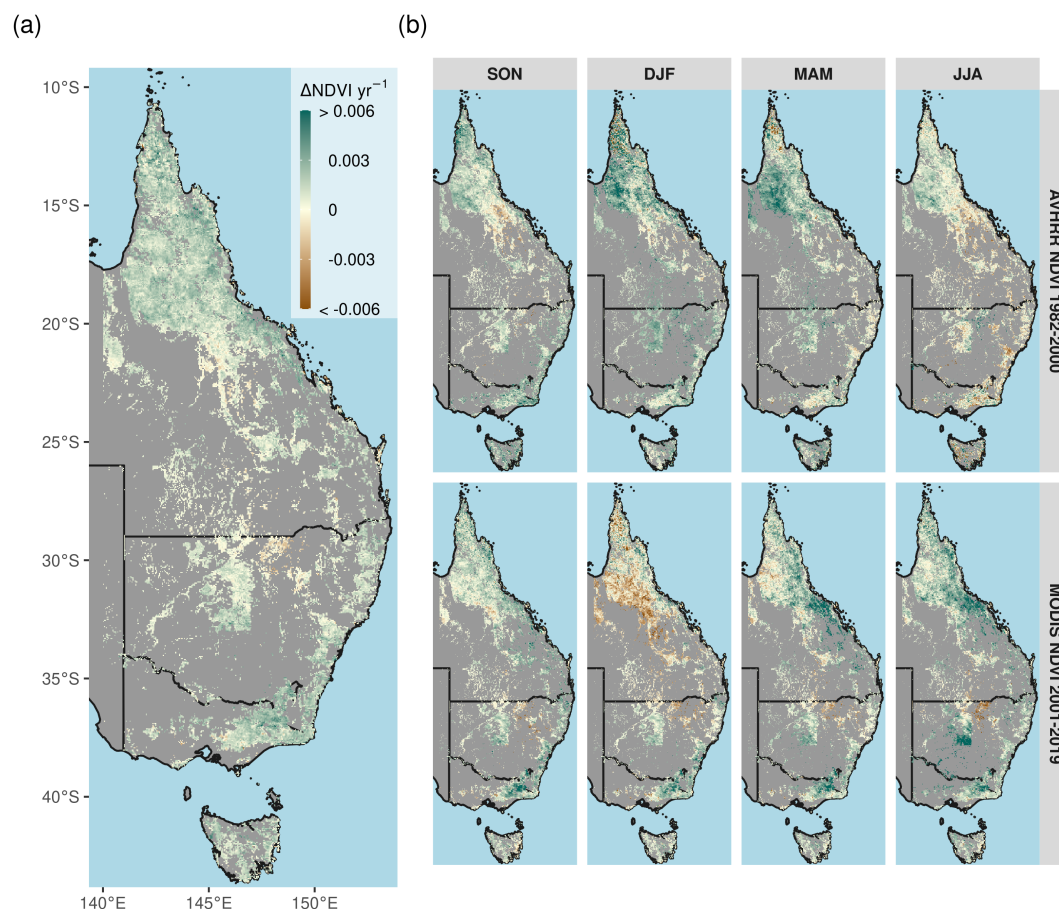 (a)
(b)
ΔNDVI yr⁻¹
> 0.006
0.003
0
-0.003
< -0.006
10°S
15°S
20°S
25°S
30°S
35°S
40°S
140°E
145°E
150°E
SON
DJF
MAM
JJA
AVHRR NDVI 1982-2000
MODIS NDVI 2001-2019